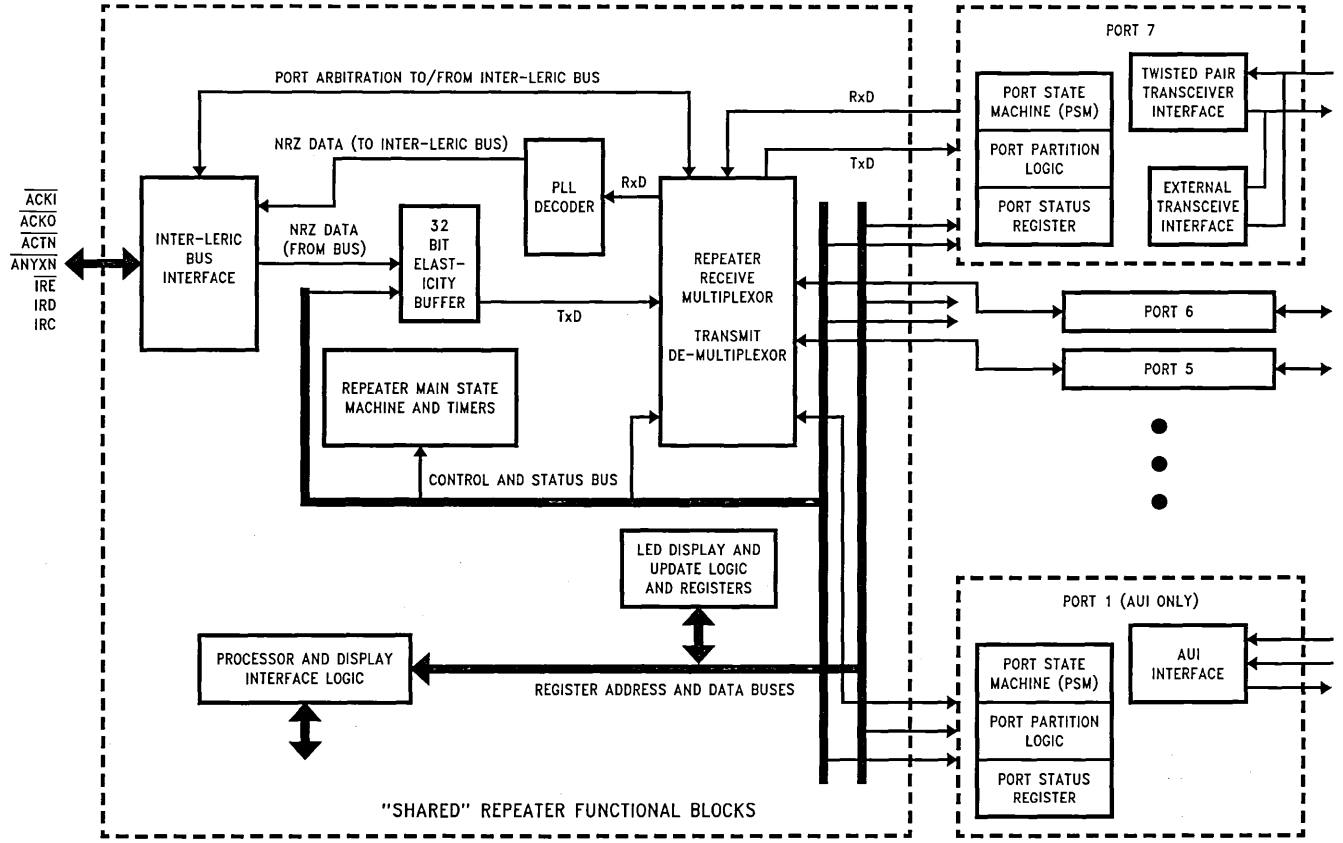 PORT ARBITRATION TO/FROM INTER-LERIC BUS
NRZ DATA (TO INTER-LERIC BUS)
PLL
DECODER
RxD
ACKI
ACKO
ACTN
ANYXN
IRE
IRD
IRC
INTER-LERIC
BUS
INTERFACE
NRZ DATA
(FROM BUS)
32
BIT
ELAST-
ICITY
BUFFER
TxD
REPEATER
RECEIVE
MULTIPLEXOR
TRANSMIT
DE-MULTIPLEXOR
REPEATER MAIN STATE
MACHINE AND TIMERS
CONTROL AND STATUS BUS
LED DISPLAY AND
UPDATE LOGIC
AND REGISTERS
PROCESSOR AND DISPLAY
INTERFACE LOGIC
REGISTER ADDRESS AND DATA BUSES
"SHARED" REPEATER FUNCTIONAL BLOCKS
RxD
TxD
PORT 7
PORT STATE
MACHINE (PSM)
PORT PARTITION
LOGIC
PORT STATUS
REGISTER
TWISTED PAIR
TRANSCEIVER
INTERFACE
EXTERNAL
TRANSCEIVE
INTERFACE
PORT 6
PORT 5
PORT 1 (AUI ONLY)
PORT STATE
MACHINE (PSM)
PORT PARTITION
LOGIC
PORT STATUS
REGISTER
AUI
INTERFACE